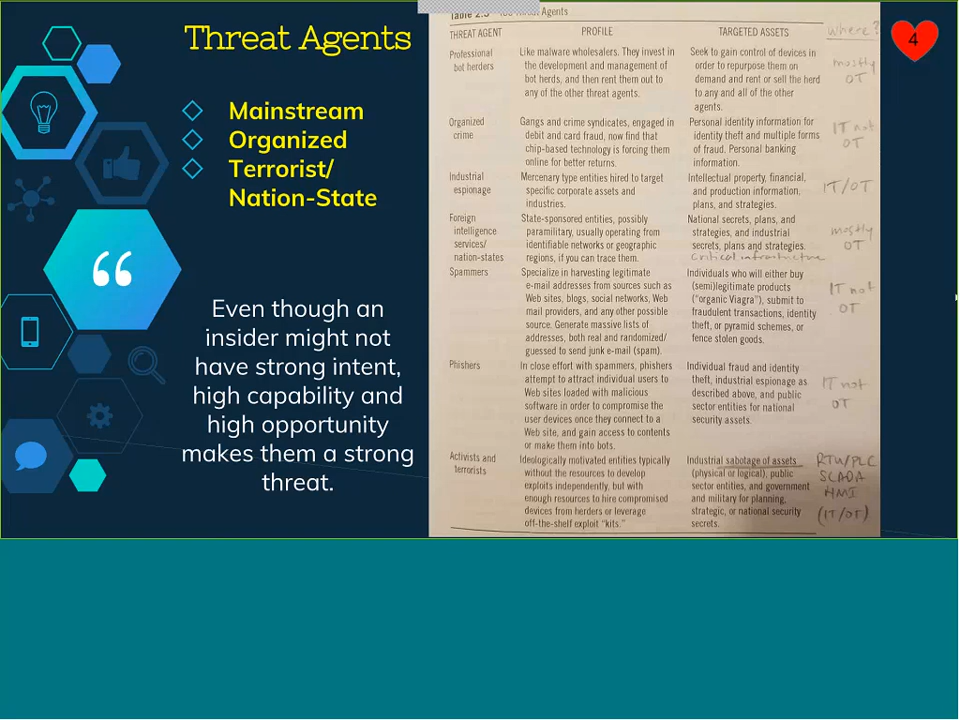 Threat Agents
Mainstream
Organized
Terrorist/
Nation-State
“
Even though an
insider might not
have strong intent,
high capability and
high opportunity
makes them a strong
threat.
Agents
THREAT AGENT PROFILE TARGETED ASSETS where?
Professional
bot herders
Like malware wholesalers. They invest in
the development and management of
bot herds, and then rent them out to
any of the other threat agents.
Seek to gain control of devices in
order to repurpose them on
demand and rent or sell the herd
to any and all of the other
agents.
mostly
OT
Organized
crime
Gangs and crime syndicates, engaged in
debit and card fraud, now find that
chip-based technology is forcing them
online for better returns.
Personal identity information for
identity theft and multiple forms
of fraud. Personal banking
information.
IT not
OT
Industrial
espionage
Mercenary type entities hired to target
specific corporate assets and
industries.
Intellectual property, financial,
and production information,
plans, and strategies.
IT/OT
Foreign
intelligence
services/
nation-states
State-sponsored entities, possibly
paramilitary, usually operating from
identifiable networks or geographic
regions, if you can trace them.
National secrets, plans, and
strategies, and industrial
secrets, plans and strategies.
Critical infrastructure
mostly
OT
Spammers
Specialize in harvesting legitimate
e-mail addresses from sources such as
Web sites, blogs, social networks, Web
mail providers, and any other possible
source. Generate massive lists of
addresses, both real and randomized/
guessed to send junk e-mail (spam).
Individuals who will either buy
(semi)legitimate products
("organic Viagra"), submit to
fraudulent transactions, identity
theft, or pyramid schemes, or
fence stolen goods.
IT not
OT
Phishers
In close effort with spammers, phishers
attempt to attract individual users to
Web sites loaded with malicious
software in order to compromise the
user devices once they connect to a
Web site, and gain access to contents
or make them into bots.
Individual fraud and identity
theft, industrial espionage as
described above, and public
sector entities for national
security assets.
IT not
OT
Activists and
terrorists
Ideologically motivated entities typically
without the resources to develop
exploits independently, but with
enough resources to hire compromised
devices from herders or leverage
off-the-shelf exploit "kits."
Industrial sabotage of assets
(physical or logical), public
sector entities, and government
and military for planning,
strategic, or national security
secrets.
RTU/PLC
SCADA
HMI
(IT/OT)
4